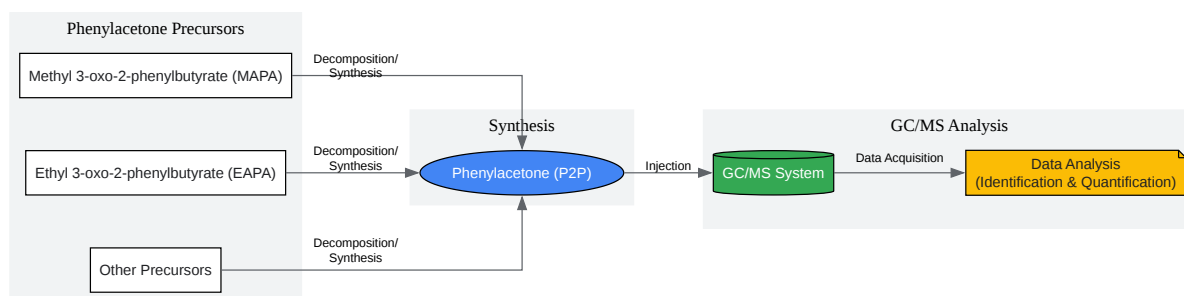 Phenylacetone Precursors
Methyl 3-oxo-2-phenylbutyrate (MAPA)
Decomposition/
Synthesis
Synthesis
GC/MS Analysis
Ethyl 3-oxo-2-phenylbutyrate (EAPA)
Decomposition/
Synthesis
Phenylacetone (P2P)
Injection
GC/MS System
Data Acquisition
Data Analysis
(Identification & Quantification)
Other Precursors
Decomposition/
Synthesis